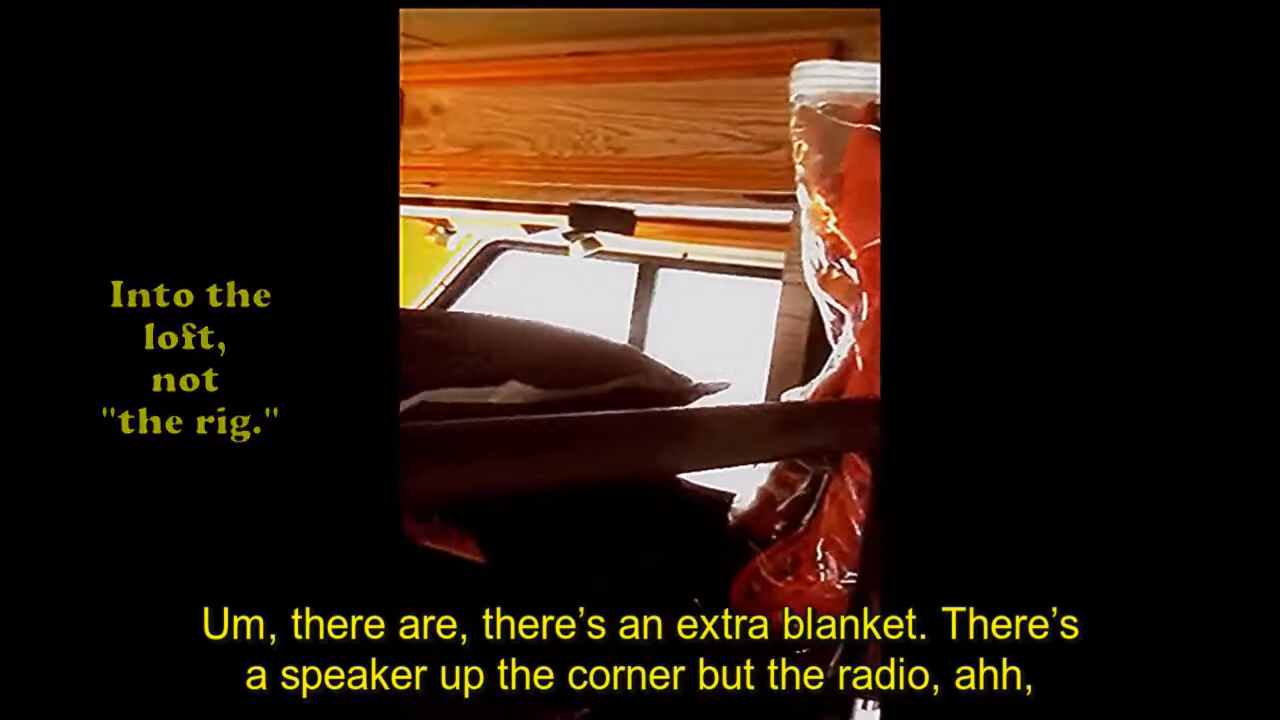 Into the
loft,
not
"the rig."
Um, there are, there’s an extra blanket. There’s
a speaker up the corner but the radio, ahh,